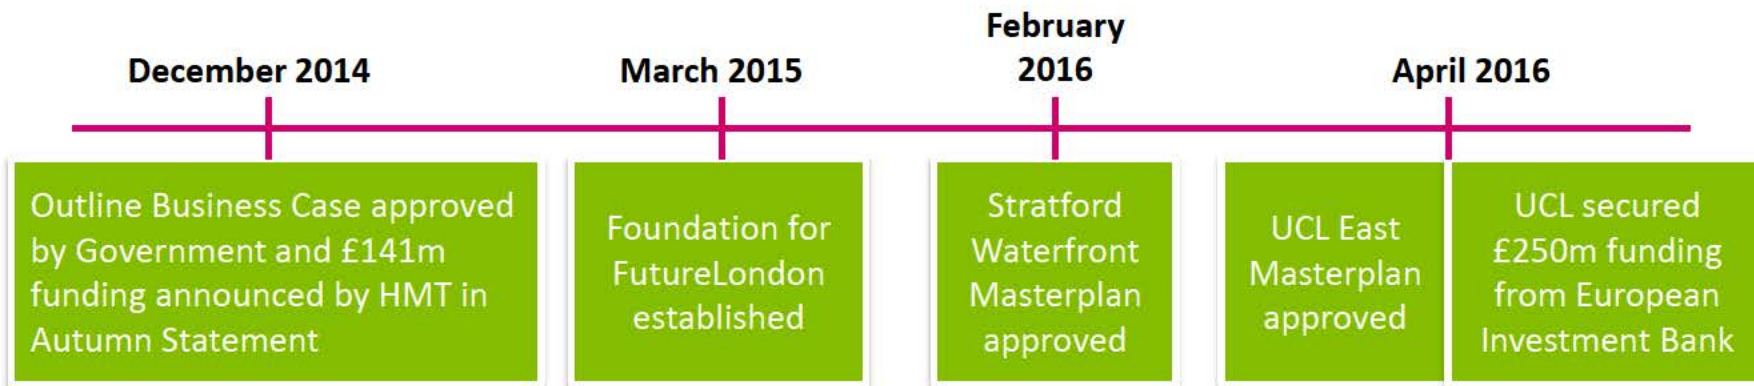 December 2014
March 2015
February
2016
April 2016
Outline Business Case approved
by Government and £141m
funding announced by HMT in
Autumn Statement
Foundation for
FutureLondon
established
Stratford
Waterfront
Masterplan
approved
UCL East
Masterplan
approved
UCL secured
£250m funding
from European
Investment Bank